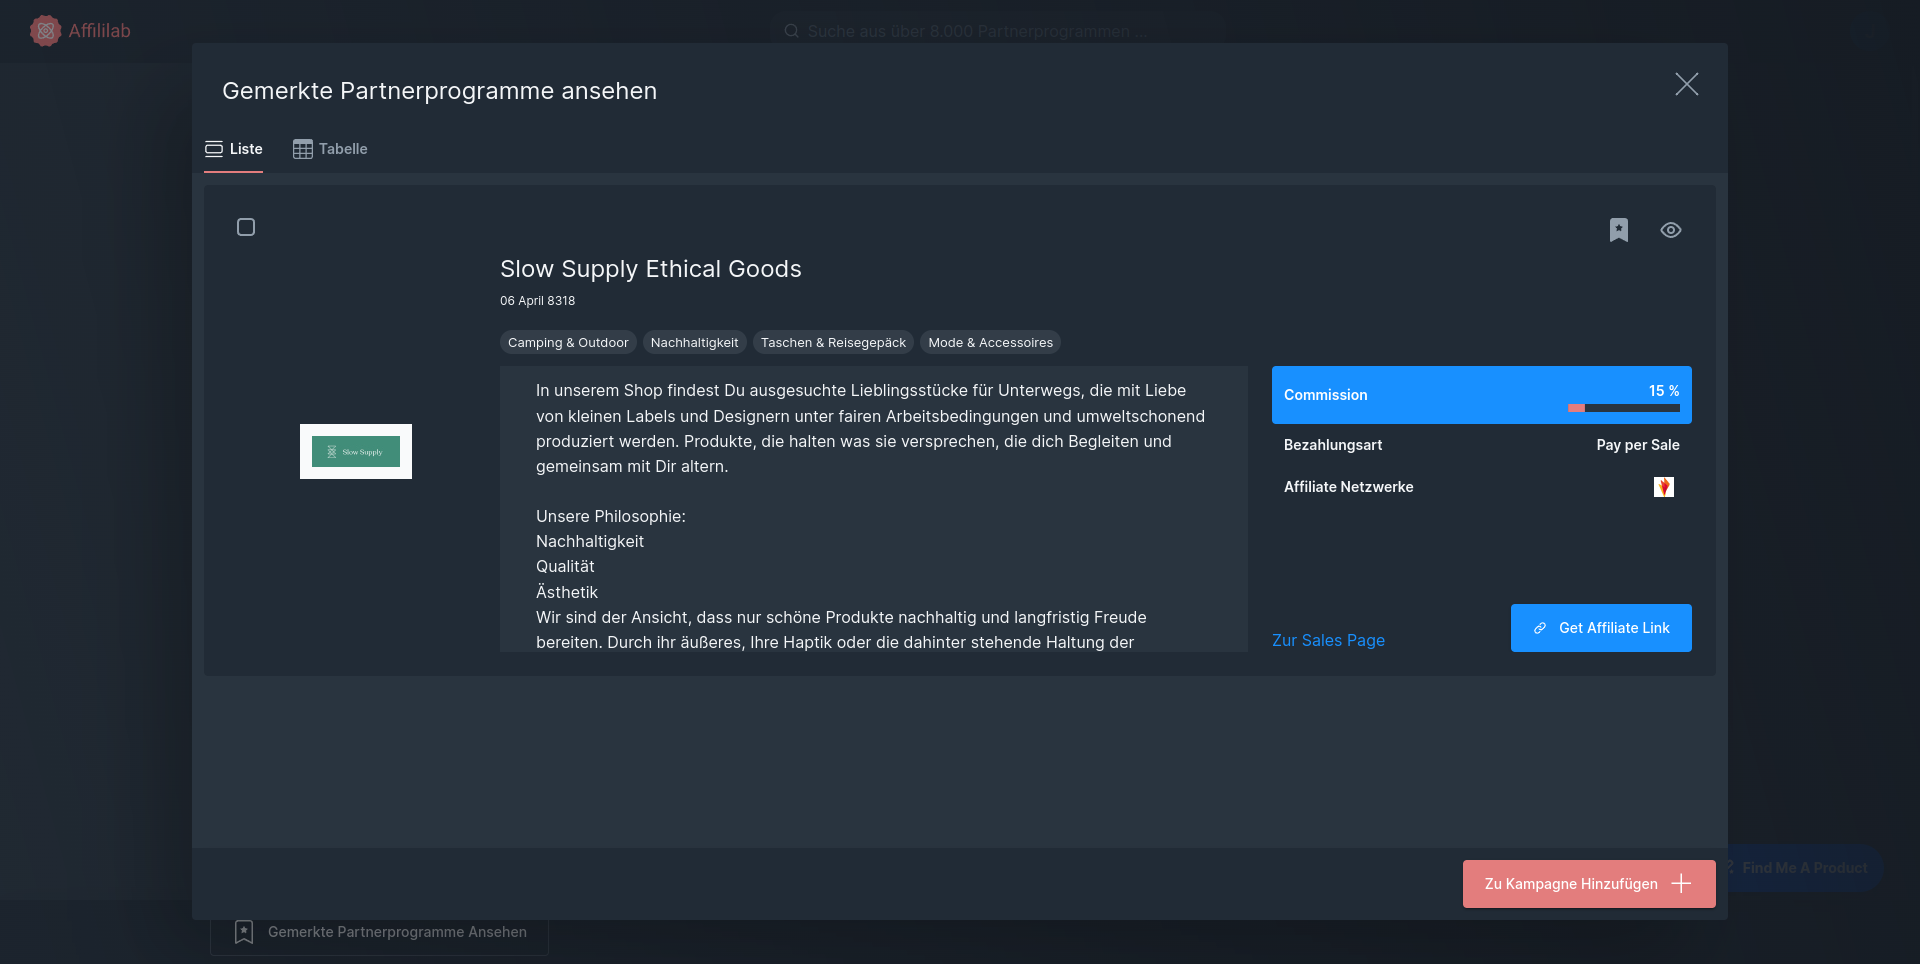 Affililab
Suche aus über 8.000 Partnerprogrammen ...
Gemerkte Partnerprogramme ansehen
Liste
Tabelle
Slow Supply Ethical Goods
06 April 8318
Camping & Outdoor
Nachhaltigkeit
Taschen & Reisegepäck
Mode & Accessoires
Slow Supply
In unserem Shop findest Du ausgesuchte Lieblingsstücke für Unterwegs, die mit Liebe
von kleinen Labels und Designern unter fairen Arbeitsbedingungen und umweltschonend
produziert werden. Produkte, die halten was sie versprechen, die dich Begleiten und
gemeinsam mit Dir altern.
Unsere Philosophie:
Nachhaltigkeit
Qualität
Ästhetik
Wir sind der Ansicht, dass nur schöne Produkte nachhaltig und langfristig Freude
bereiten. Durch ihr äußeres, Ihre Haptik oder die dahinter stehende Haltung der
Commission
15 %
Bezahlungsart
Pay per Sale
Affiliate Netzwerke
Zur Sales Page
Get Affiliate Link
Zu Kampagne Hinzufügen
Find Me A Product
Gemerkte Partnerprogramme Ansehen